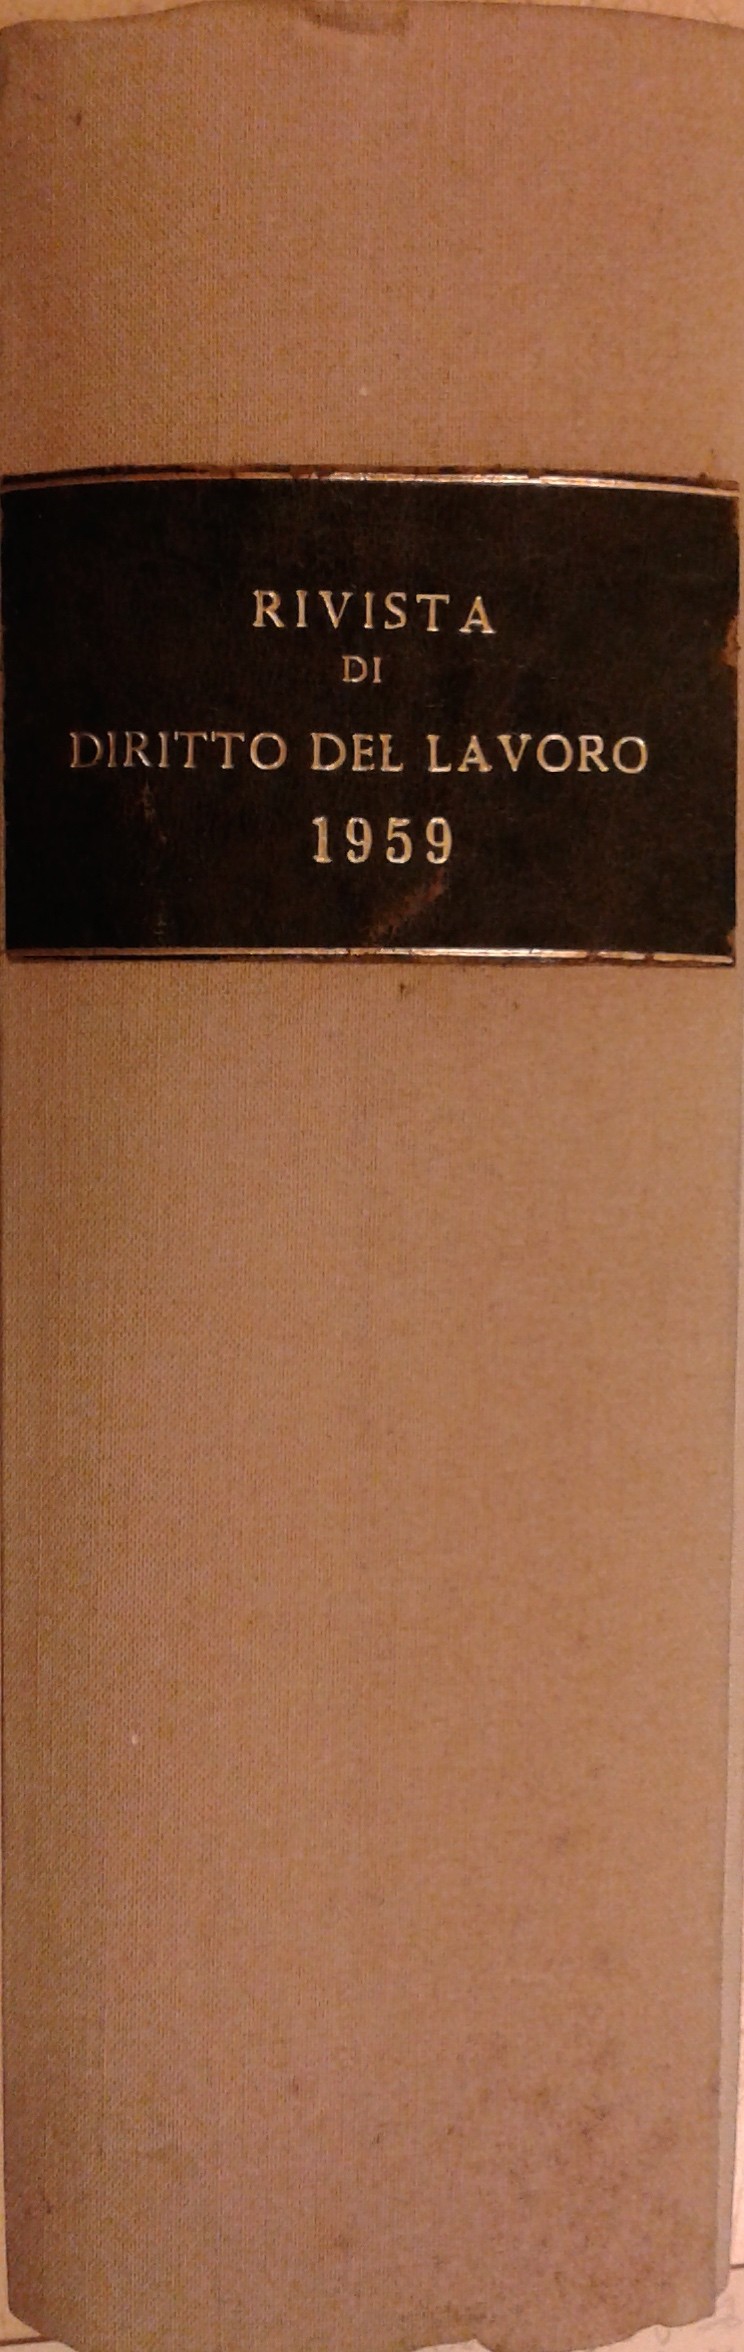 RIVISTA
DI
DIRITTO DEL LAVORO
1959